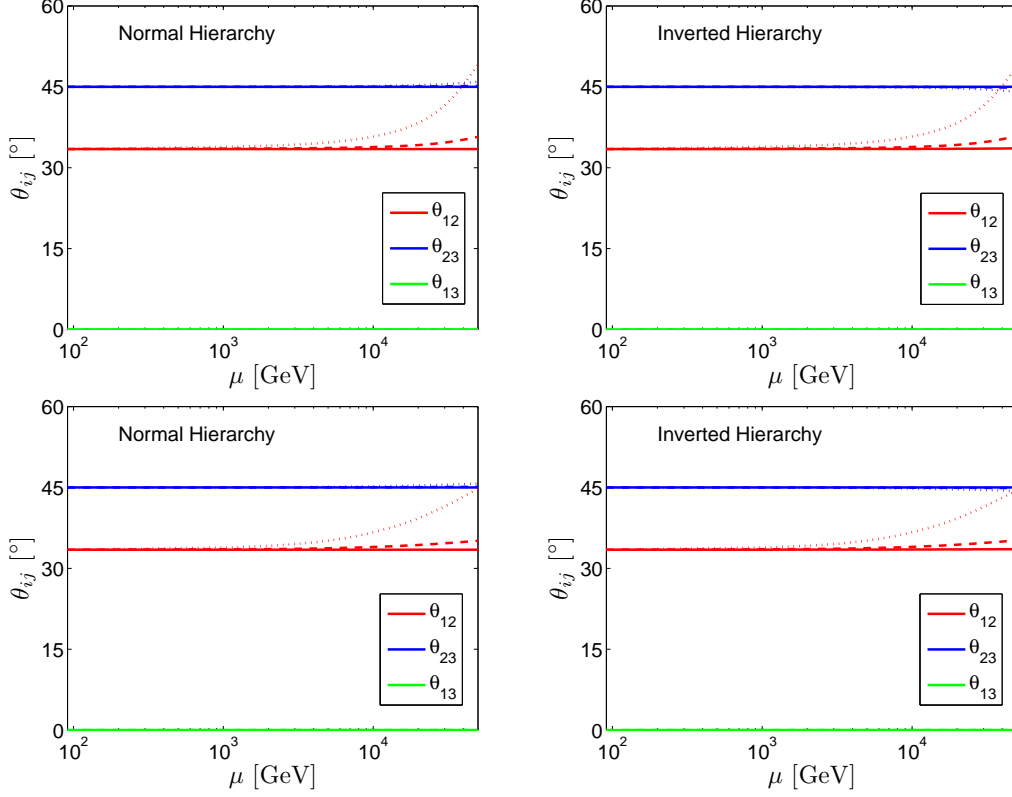 60
45
30
15
0
θij [°]
Normal Hierarchy
θ12
θ23
θ13
10^2
10^3
10^4
μ [GeV]
60
45
30
15
0
θij [°]
Inverted Hierarchy
θ12
θ23
θ13
10^2
10^3
10^4
μ [GeV]
60
45
30
15
0
θij [°]
Normal Hierarchy
θ12
θ23
θ13
10^2
10^3
10^4
μ [GeV]
60
45
30
15
0
θij [°]
Inverted Hierarchy
θ12
θ23
θ13
10^2
10^3
10^4
μ [GeV]